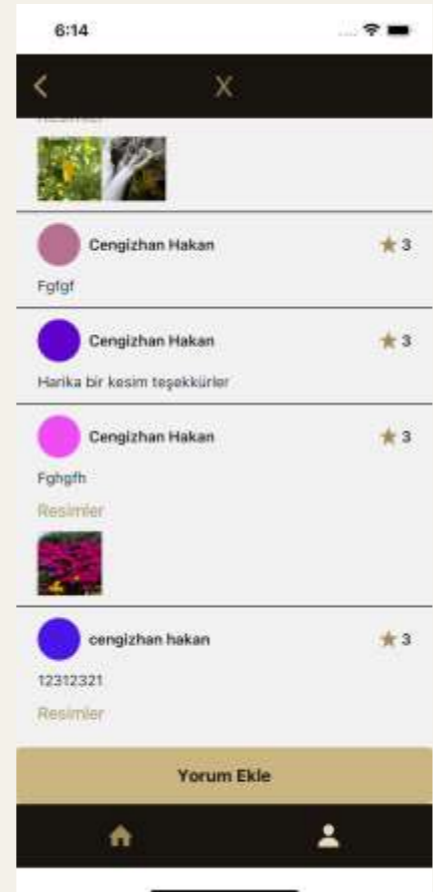 6:14
X
Cengizhan Hakan
3
Fgfgf
Cengizhan Hakan
3
Harika bir kesim teşekkürler
Cengizhan Hakan
3
Fghgfh
Resimler
cengizhan hakan
3
12312321
Resimler
Yorum Ekle